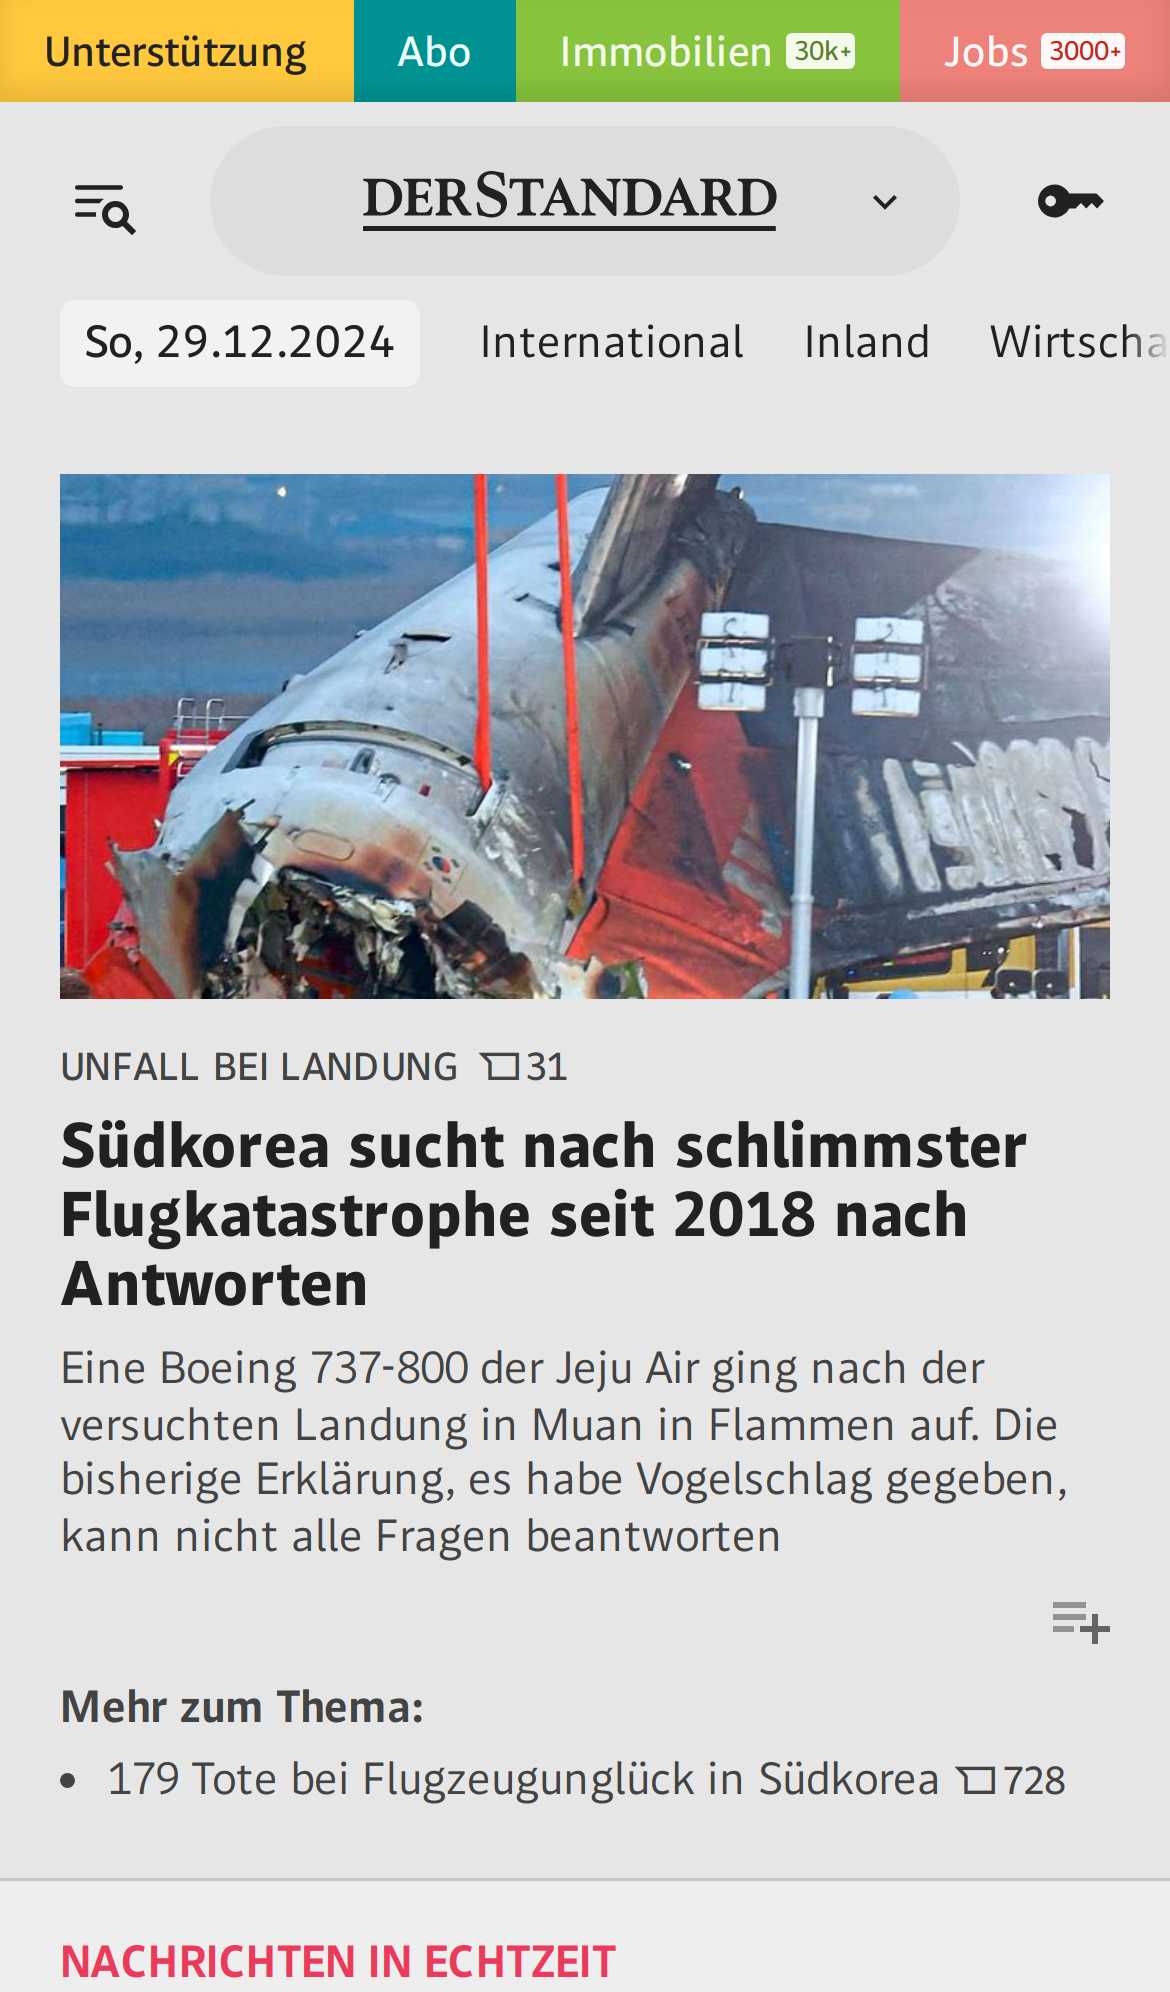 Unterstützung
Abo
Immobilien 30k+
Jobs 3000+
DERSTANDARD
So, 29.12.2024
International
Inland
Wirtscha
UNFALL BEI LANDUNG 31
Südkorea sucht nach schlimmster
Flugkatastrophe seit 2018 nach
Antworten
Eine Boeing 737-800 der Jeju Air ging nach der
versuchten Landung in Muan in Flammen auf. Die
bisherige Erklärung, es habe Vogelschlag gegeben,
kann nicht alle Fragen beantworten
Mehr zum Thema:
• 179 Tote bei Flugzeugunglück in Südkorea 728
NACHRICHTEN IN ECHTZEIT